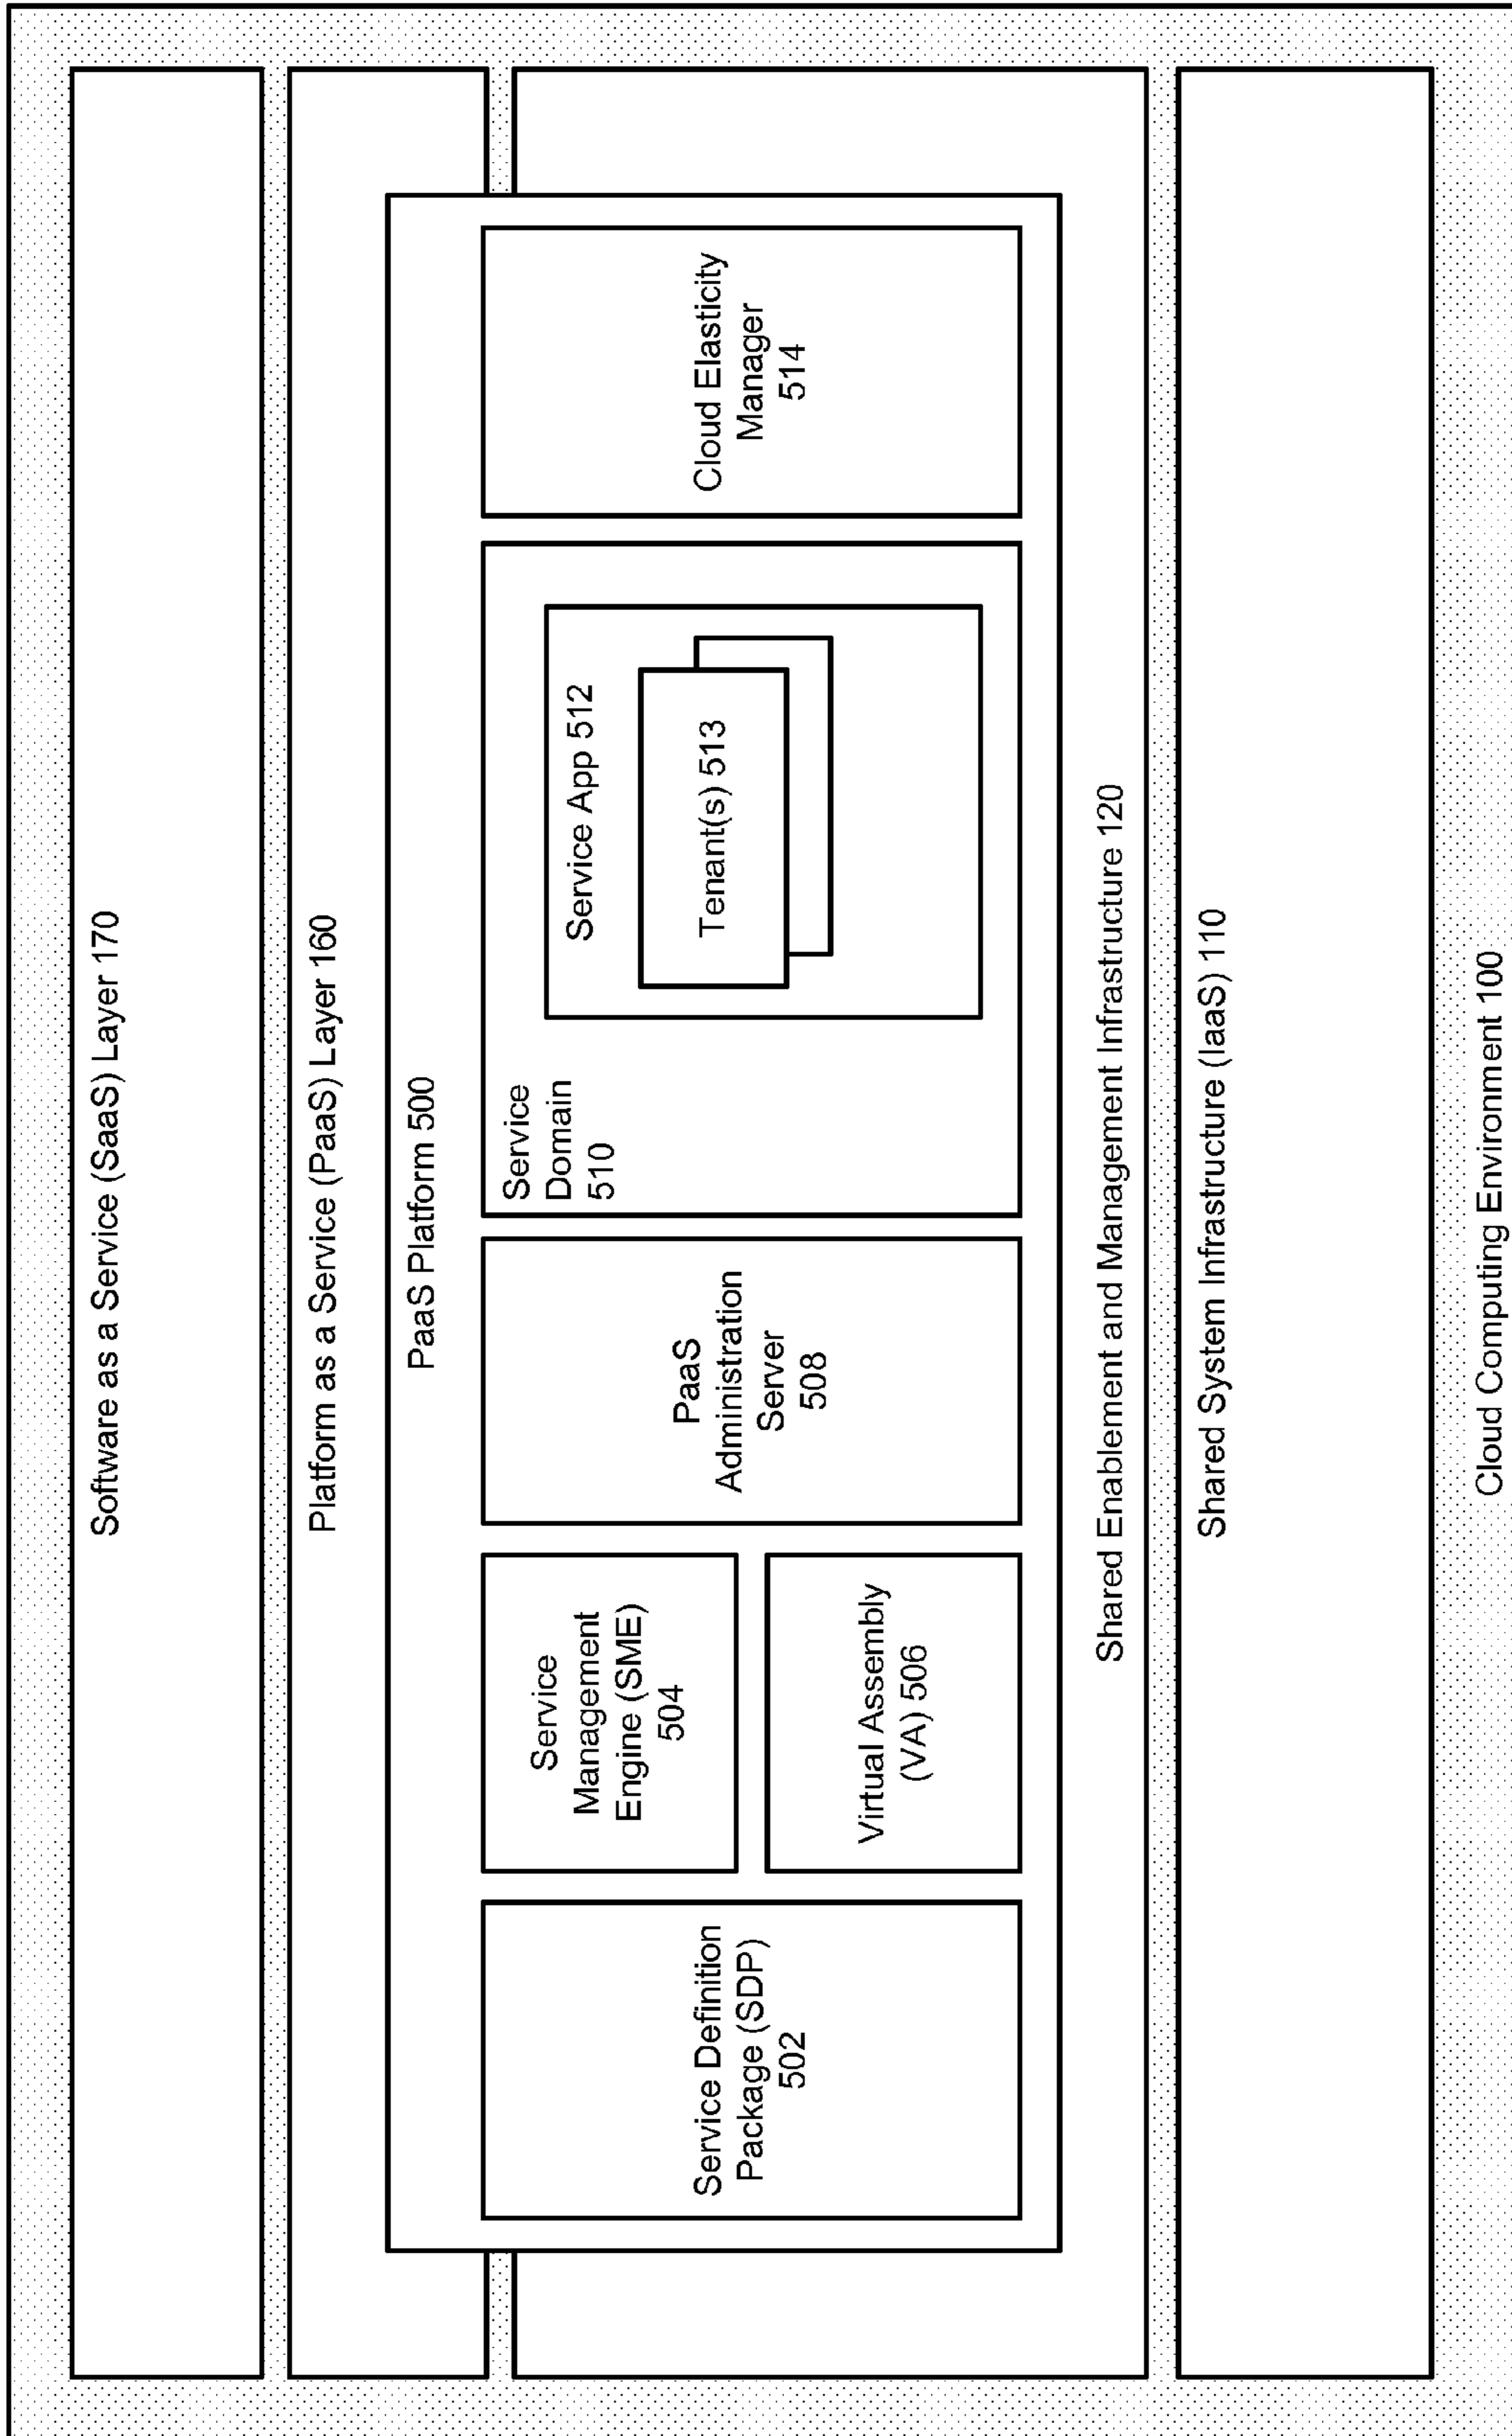 Software as a Service (SaaS) Layer 170
Platform as a Service (PaaS) Layer 160
PaaS Platform 500
Service Definition
Package (SDP)
502
Service
Management
Engine (SME)
504
Virtual Assembly
(VA) 506
PaaS
Administration
Server
508
Service
Domain
510
Service App 512
Tenant(s) 513
Cloud Elasticity
Manager
514
Shared Enablement and Management Infrastructure 120
Shared System Infrastructure (IaaS) 110
Cloud Computing Environment 100